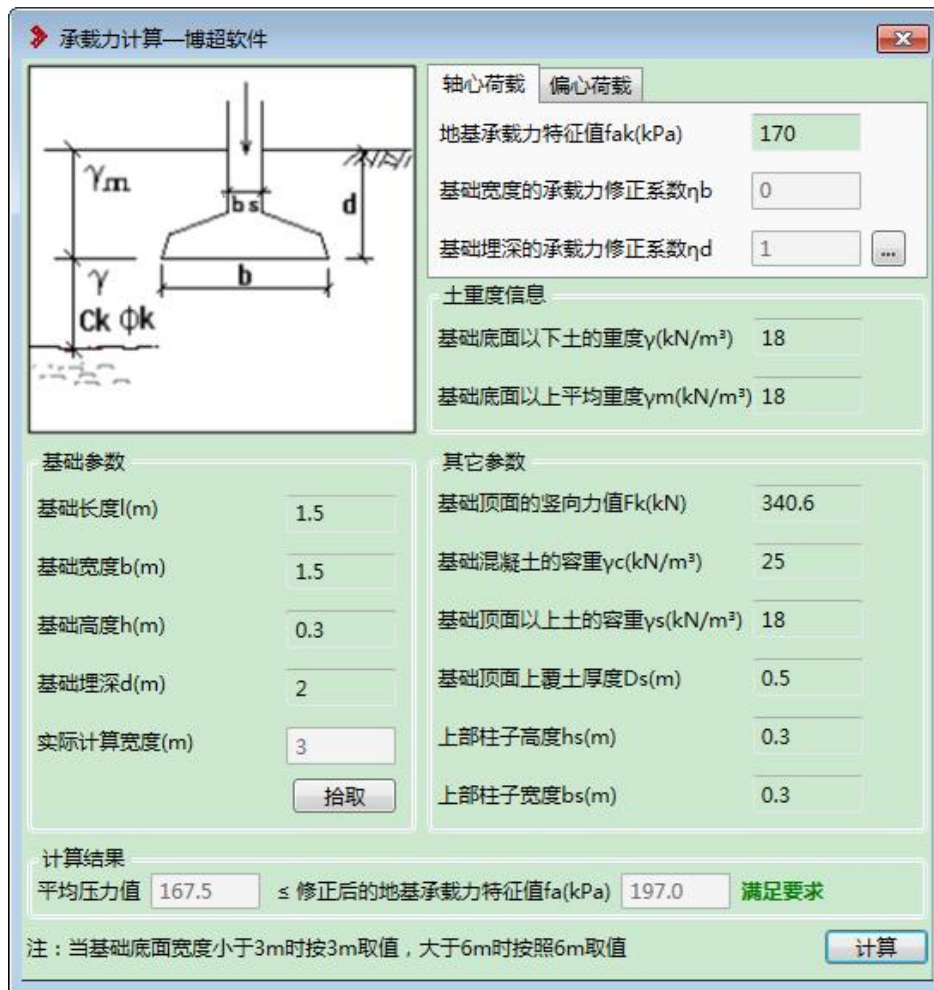 承载力计算—博超软件
轴心荷载 偏心荷载
地基承载力特征值fak(kPa) 170
基础宽度的承载力修正系数ηb 0
基础埋深的承载力修正系数ηd 1 ...
γm
bs
d
b
γ
Ck ϕk
土重度信息
基础底面以下土的重度γ(kN/m³) 18
基础底面以上平均重度γm(kN/m³) 18
基础参数
基础长度l(m) 1.5
基础宽度b(m) 1.5
基础高度h(m) 0.3
基础埋深d(m) 2
实际计算宽度(m) 3
拾取
其它参数
基础顶面的竖向力值Fk(kN) 340.6
基础混凝土的容重γc(kN/m³) 25
基础顶面以上土的容重γs(kN/m³) 18
基础顶面上覆土厚度Ds(m) 0.5
上部柱子高度hs(m) 0.3
上部柱子宽度bs(m) 0.3
计算结果
平均压力值 167.5 ≤ 修正后的地基承载力特征值fa(kPa) 197.0 满足要求
注：当基础底面宽度小于3m时按3m取值，大于6m时按照6m取值 计算